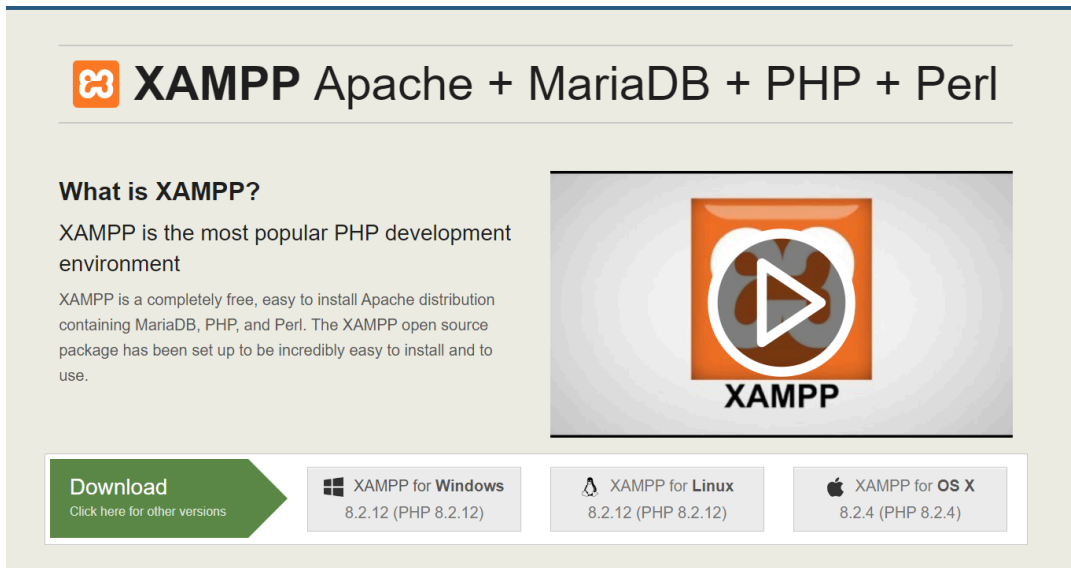 XAMPP Apache + MariaDB + PHP + Perl
What is XAMPP?
XAMPP is the most popular PHP development
environment
XAMPP is a completely free, easy to install Apache distribution
containing MariaDB, PHP, and Perl. The XAMPP open source
package has been set up to be incredibly easy to install and to
use.
XAMPP
Download
Click here for other versions
XAMPP for Windows
8.2.12 (PHP 8.2.12)
XAMPP for Linux
8.2.12 (PHP 8.2.12)
XAMPP for OS X
8.2.4 (PHP 8.2.4)